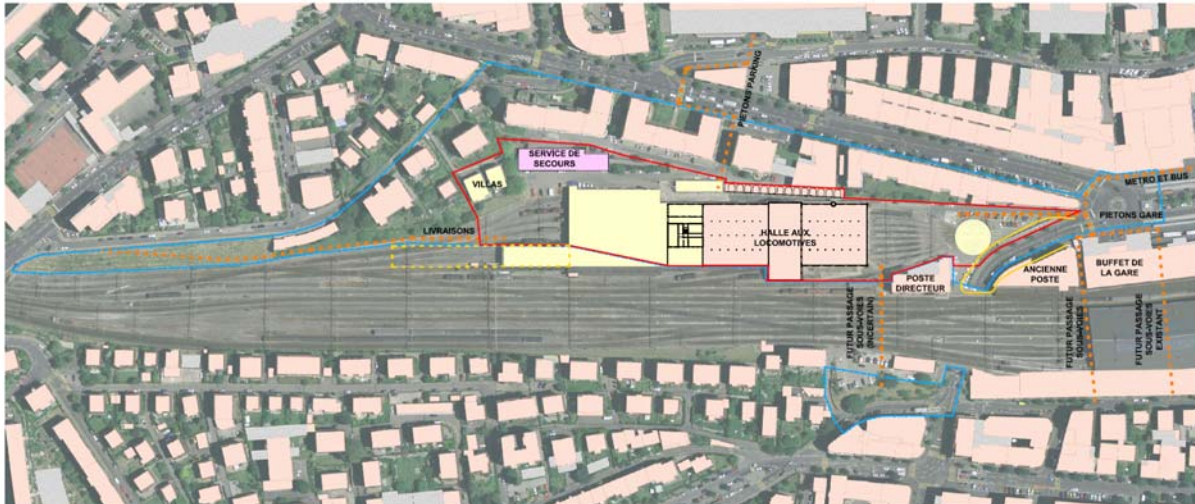 PIETONS PARKING
SERVICE DE
SECOURS
VILLAS
METRO ET BUS
PIETONS GARE
LIVRAISONS
HALLE AUX
LOCOMOTIVES
ANCIENNE
POSTE
BUFFET DE
LA GARE
POSTE
DIRECTEUR
FUTUR PASSAGE
SOUS-VOIES
(INCERTAIN)
FUTUR PASSAGE
SOUS-VOIES
FUTUR PASSAGE
SOUS-VOIES
EXISTANT